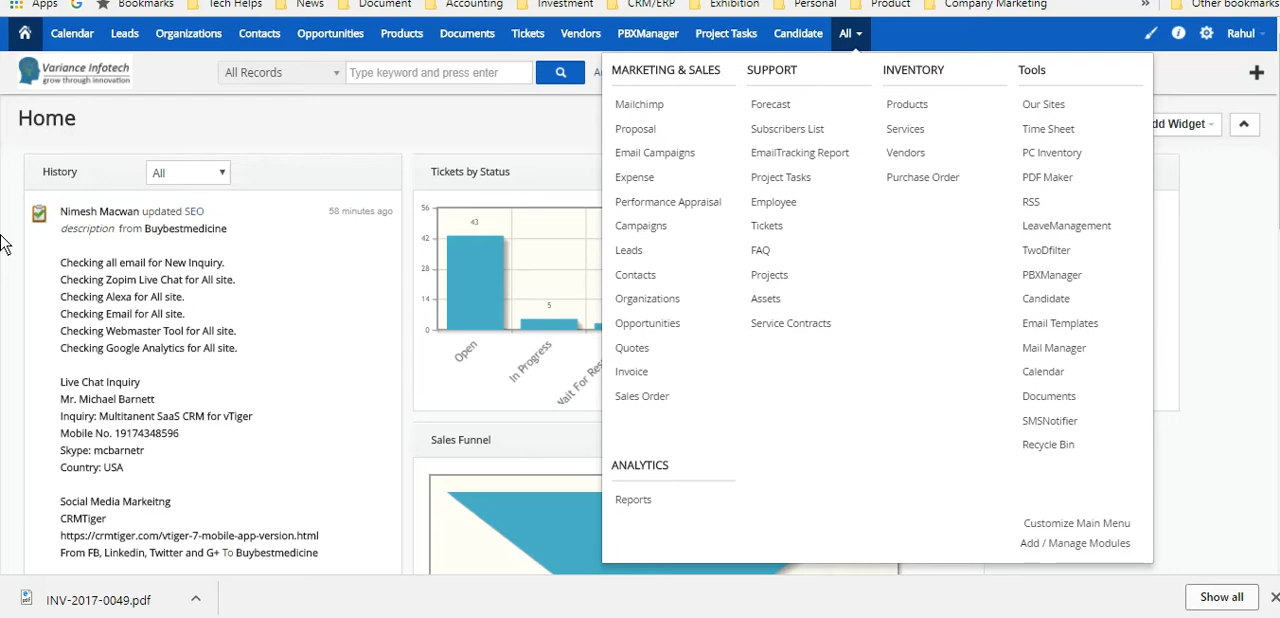 Apps Bookmarks Tech Helps News Document Accounting Investment CRM/ERP Exhibition Personal Product Company Marketing » Other bookmarks
Calendar Leads Organizations Contacts Opportunities Products Documents Tickets Vendors PBXManager Project Tasks Candidate All Rahul
Variance Infotech
grow through innovation
All Records Type keyword and press enter
Home
dd Widget
History All
Nimesh Macwan updated SEO 58 minutes ago
description from Buybestmedicine
Checking all email for New Inquiry.
Checking Zopim Live Chat for All site.
Checking Alexa for All site.
Checking Email for All site.
Checking Webmaster Tool for All site.
Checking Google Analytics for All site.
Live Chat Inquiry
Mr. Michael Barnett
Inquiry: Multitanent SaaS CRM for vTiger
Mobile No. 19174348596
Skype: mcbarnetr
Country: USA
Social Media Markeitng
CRMTiger
https://crmtiger.com/vtiger-7-mobile-app-version.html
From FB, Linkedin, Twitter and G+ To Buybestmedicine
Tickets by Status
56
42
28
14
0
43
5
Open
In Progress
Sales Funnel
MARKETING & SALES
Mailchimp
Proposal
Email Campaigns
Expense
Performance Appraisal
Campaigns
Leads
Contacts
Organizations
Opportunities
Quotes
Invoice
Sales Order
ANALYTICS
Reports
SUPPORT
Forecast
Subscribers List
EmailTracking Report
Project Tasks
Employee
Tickets
FAQ
Projects
Assets
Service Contracts
INVENTORY
Products
Services
Vendors
Purchase Order
Tools
Our Sites
Time Sheet
PC Inventory
PDF Maker
RSS
LeaveManagement
TwoDfilter
PBXManager
Candidate
Email Templates
Mail Manager
Calendar
Documents
SMSNotifier
Recycle Bin
Customize Main Menu
Add / Manage Modules
INV-2017-0049.pdf
Show all